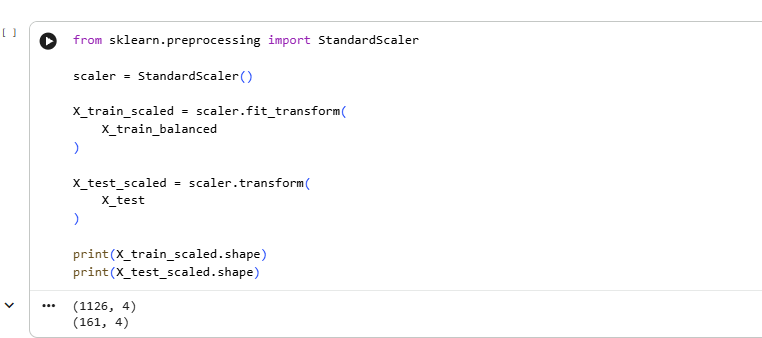 [ ]
from sklearn.preprocessing import StandardScaler
scaler = StandardScaler()
X_train_scaled = scaler.fit_transform(
    X_train_balanced
)
X_test_scaled = scaler.transform(
    X_test
)
print(X_train_scaled.shape)
print(X_test_scaled.shape)
(1126, 4)
(161, 4)